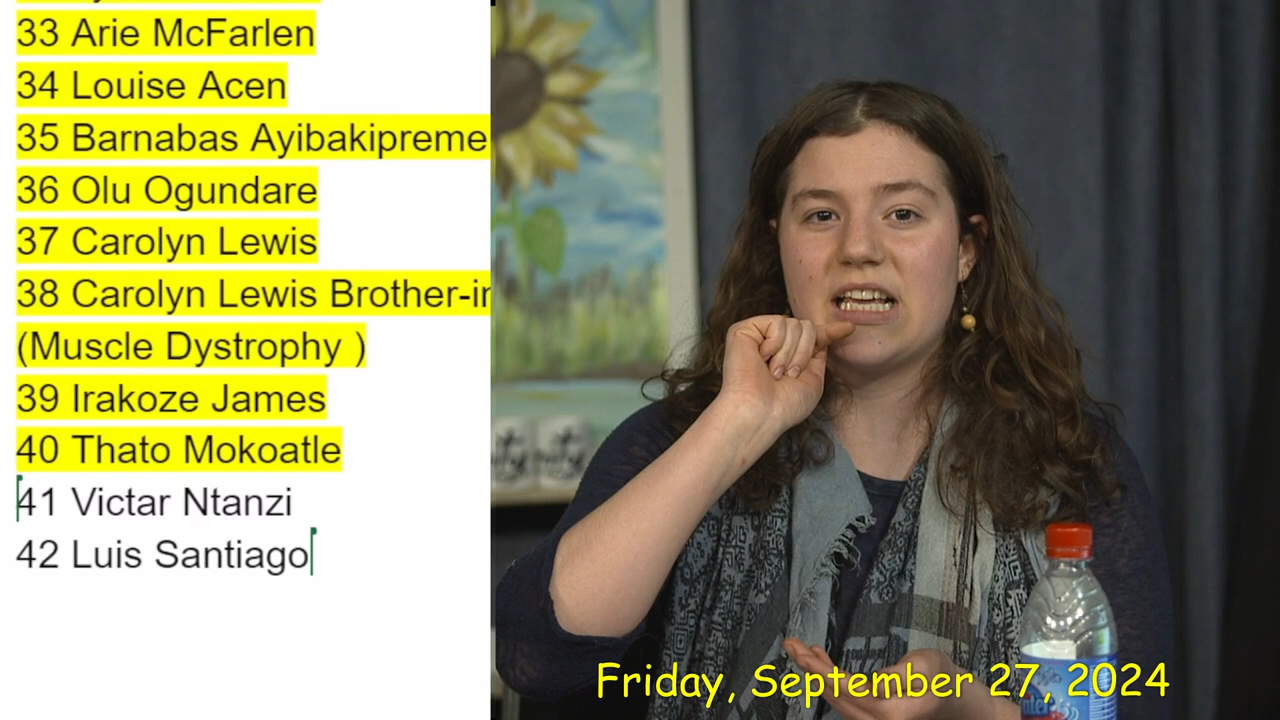 33 Arie McFarlen
34 Louise Acen
35 Barnabas Ayibakipreme
36 Olu Ogundare
37 Carolyn Lewis
38 Carolyn Lewis Brother-in
(Muscle Dystrophy )
39 Irakoze James
40 Thato Mokoatle
41 Victar Ntanzi
42 Luis Santiago
Friday, September 27, 2024